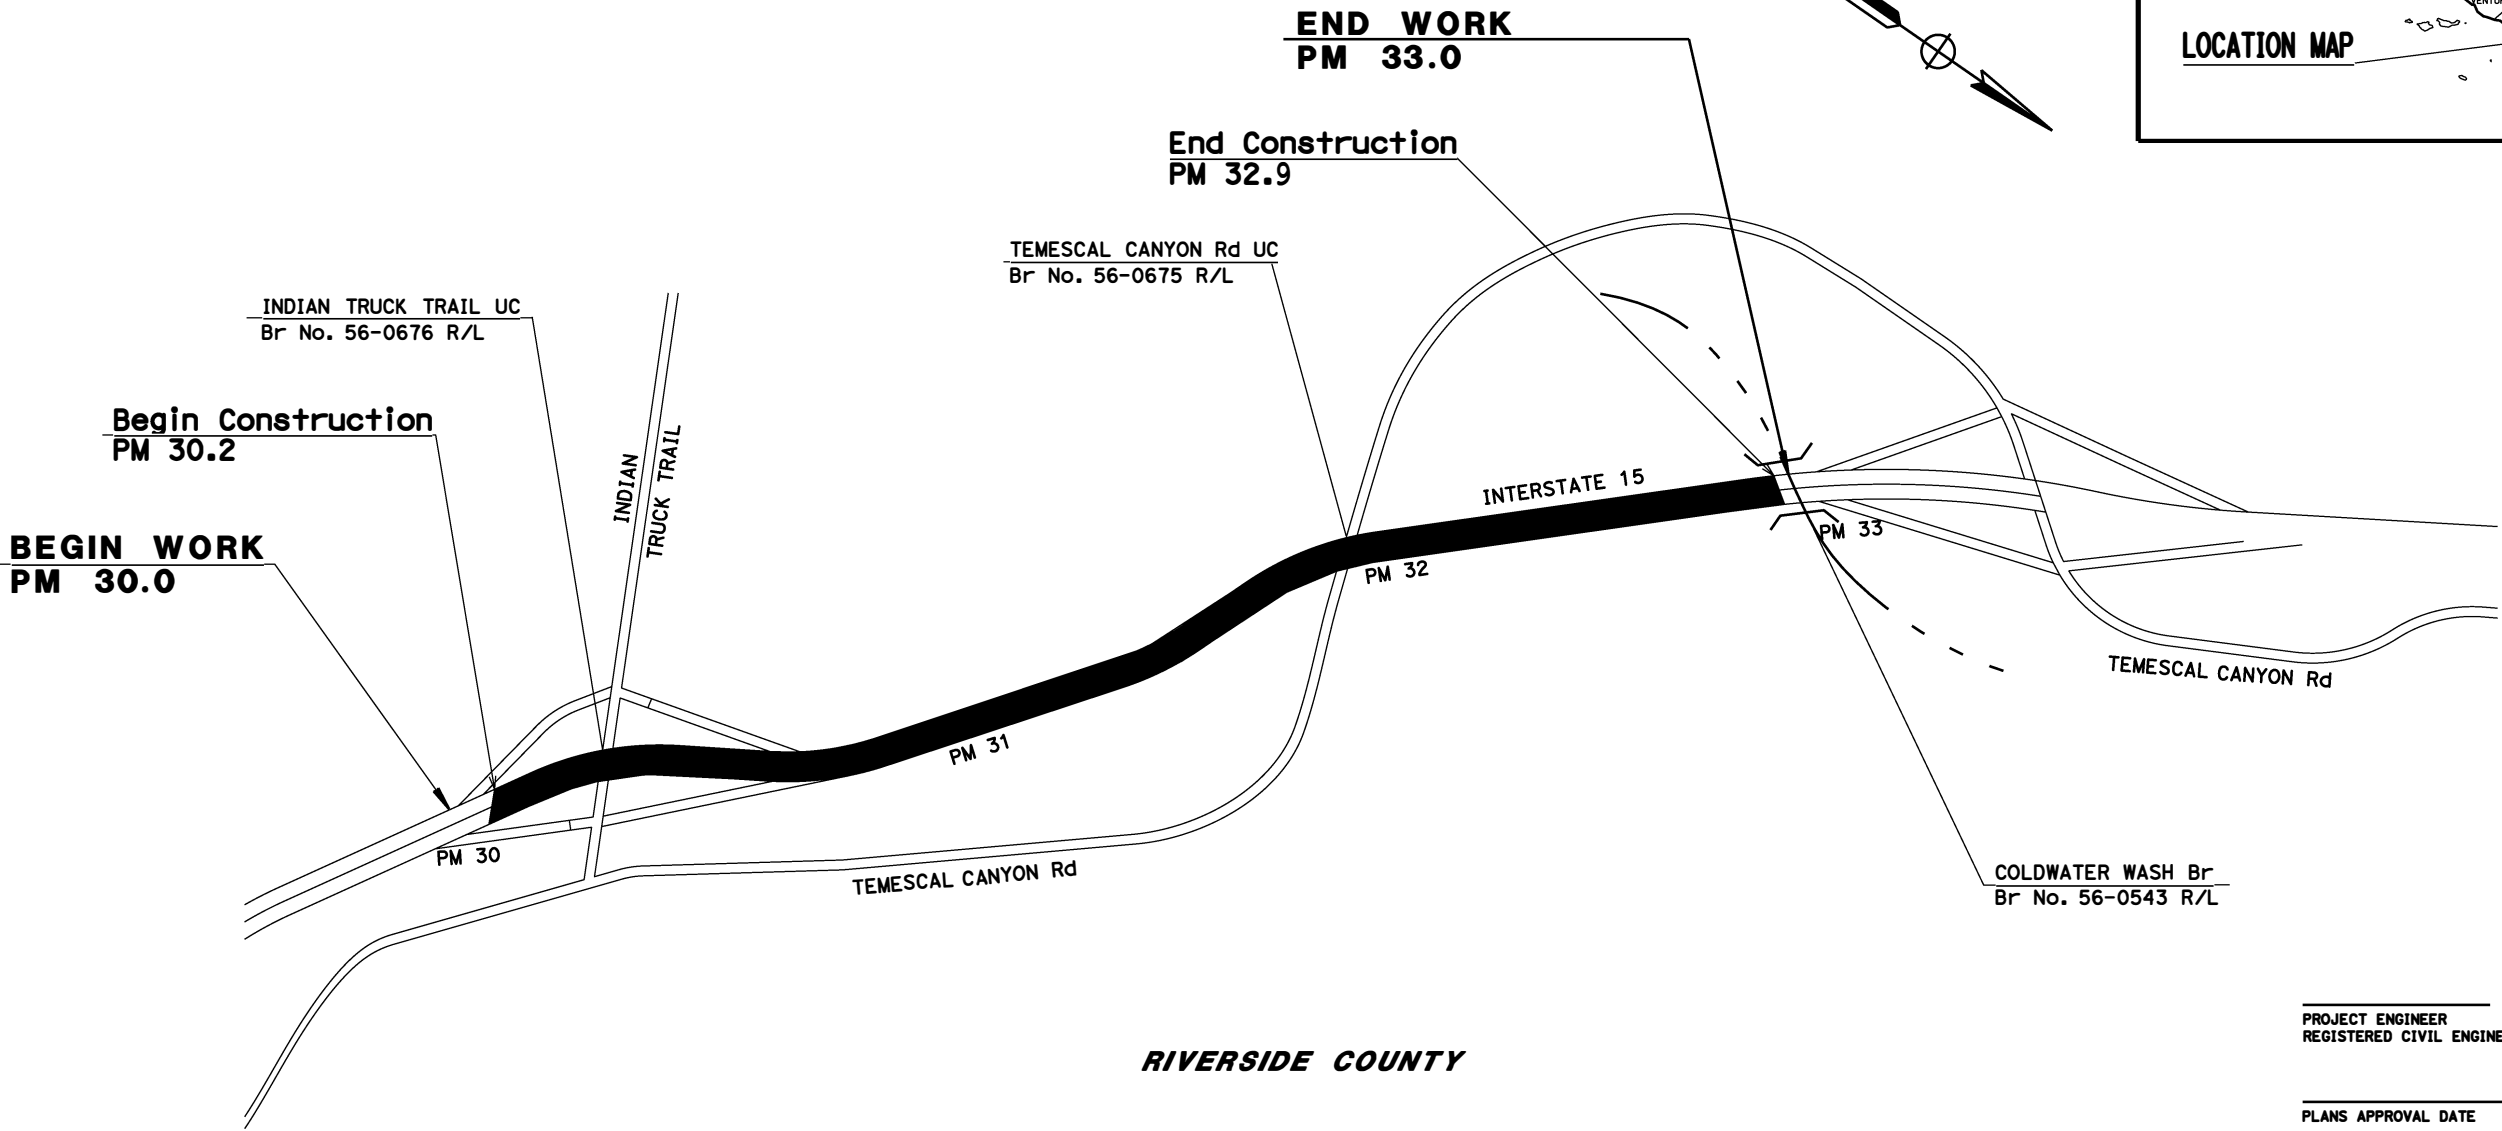 END WORK
PM 33.0
LOCATION MAP
End Construction
PM 32.9
TEMESCAL CANYON Rd UC
Br No. 56-0675 R/L
INDIAN TRUCK TRAIL UC
Br No. 56-0676 R/L
Begin Construction
PM 30.2
INDIAN
TRUCK TRAIL
INTERSTATE 15
BEGIN WORK
PM 30.0
PM 33
PM 32
TEMESCAL CANYON Rd
PM 31
PM 30
TEMESCAL CANYON Rd
COLDWATER WASH Br
Br No. 56-0543 R/L
PROJECT ENGINEER
REGISTERED CIVIL ENGINE
RIVERSIDE COUNTY
PLANS APPROVAL DATE